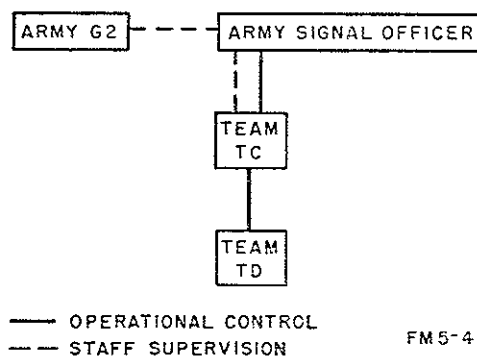 ARMY G2
ARMY SIGNAL OFFICER
TEAM
TC
TEAM
TD
OPERATIONAL CONTROL
STAFF SUPERVISION
FM5-4